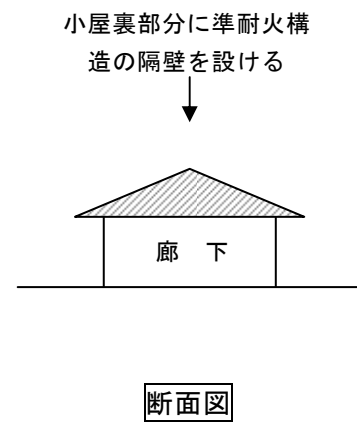 小屋裏部分に準耐火構
造の隔壁を設ける
廊　下
断面図